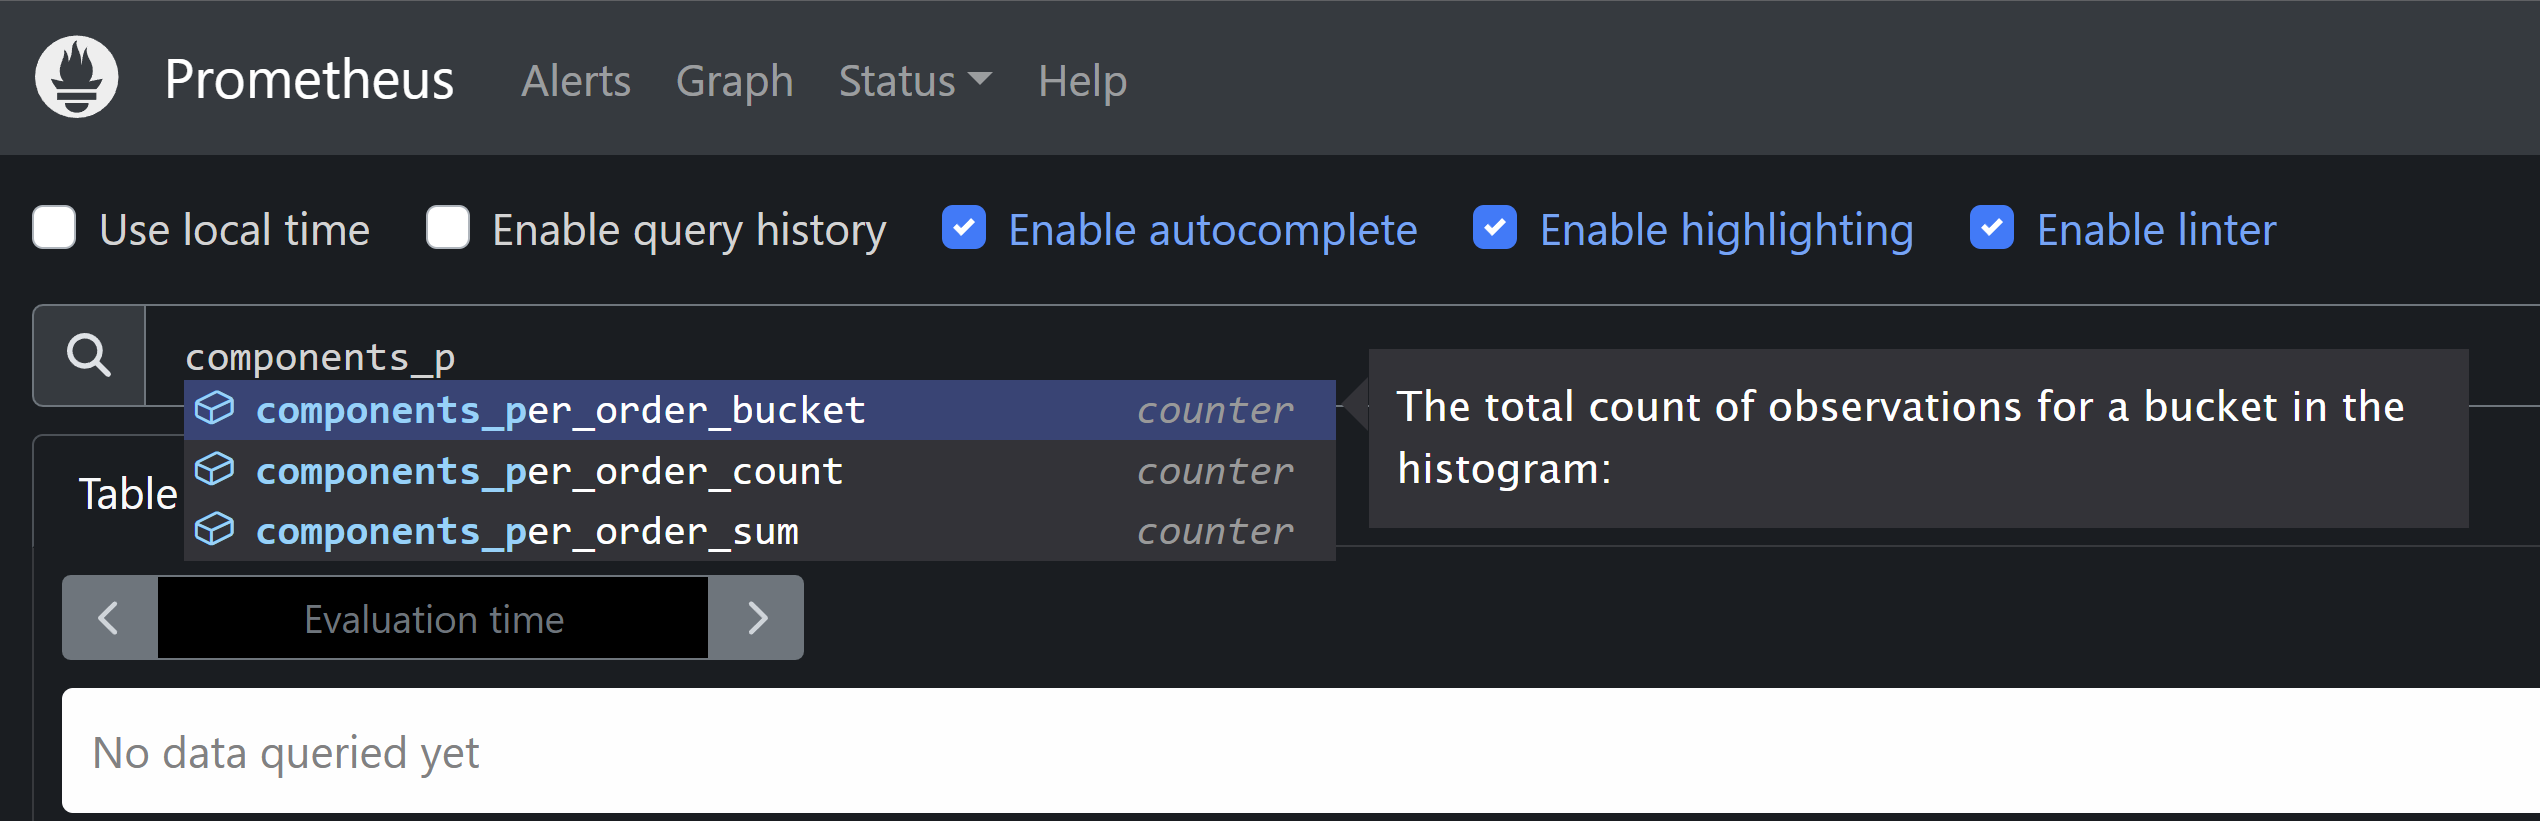 Prometheus Alerts Graph Status Help
Use local time Enable query history Enable autocomplete Enable highlighting Enable linter
components_p
components_per_order_bucket counter
components_per_order_count counter
components_per_order_sum counter
The total count of observations for a bucket in the
histogram:
Table
Evaluation time
No data queried yet